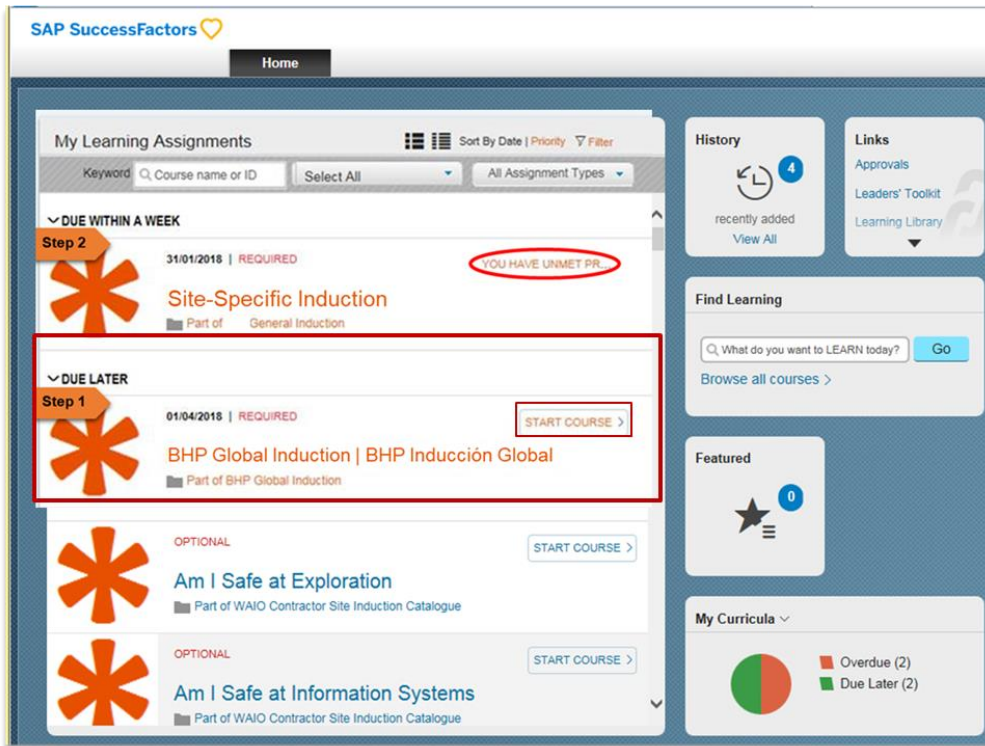 SAP SuccessFactors
Home
My Learning Assignments
Sort By Date | Priority Filter
Keyword Course name or ID Select All All Assignment Types
DUE WITHIN A WEEK
Step 2
31/01/2018 | REQUIRED
YOU HAVE UNMET PR...
Site-Specific Induction
Part of General Induction
DUE LATER
Step 1
01/04/2018 | REQUIRED
START COURSE >
BHP Global Induction | BHP Inducción Global
Part of BHP Global Induction
OPTIONAL
START COURSE >
Am I Safe at Exploration
Part of WAIO Contractor Site Induction Catalogue
OPTIONAL
START COURSE >
Am I Safe at Information Systems
Part of WAIO Contractor Site Induction Catalogue
History
4
recently added
View All
Links
Approvals
Leaders' Toolkit
Learning Library
Find Learning
What do you want to LEARN today? Go
Browse all courses >
Featured
0
My Curricula
Overdue (2)
Due Later (2)